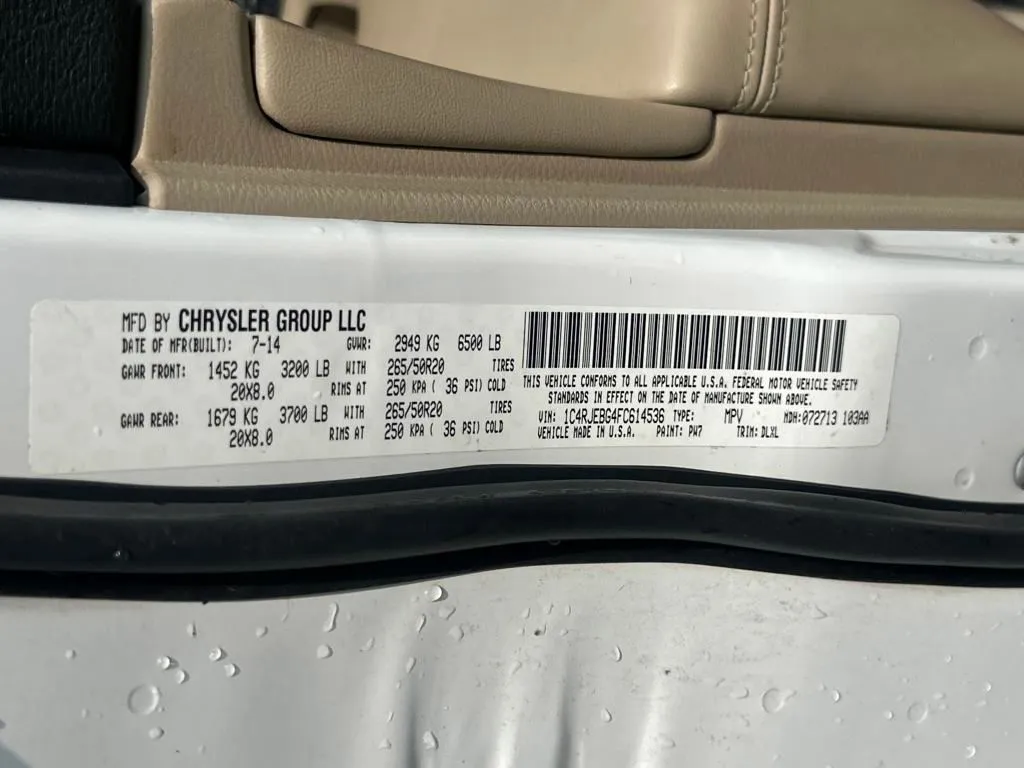 MFD BY CHRYSLER GROUP LLC
DATE OF MFR(BUILT): 7-14 GVWR: 2949 KG 6500 LB
GAWR FRONT: 1452 KG 3200 LB WITH 265/50R20 TIRES
20X8.0 RIMS AT 250 KPA ( 36 PSI) COLD
GAWR REAR: 1679 KG 3700 LB WITH 265/50R20 TIRES
20X8.0 RIMS AT 250 KPA ( 36 PSI) COLD
THIS VEHICLE CONFORMS TO ALL APPLICABLE U.S.A. FEDERAL MOTOR VEHICLE SAFETY
STANDARDS IN EFFECT ON THE DATE OF MANUFACTURE SHOWN ABOVE.
VIN: 1C4RJEBG4FC614536 TYPE: MPV MDH:072713 103AA
VEHICLE MADE IN U.S.A. PAINT: PW7 TRIM: DLXL